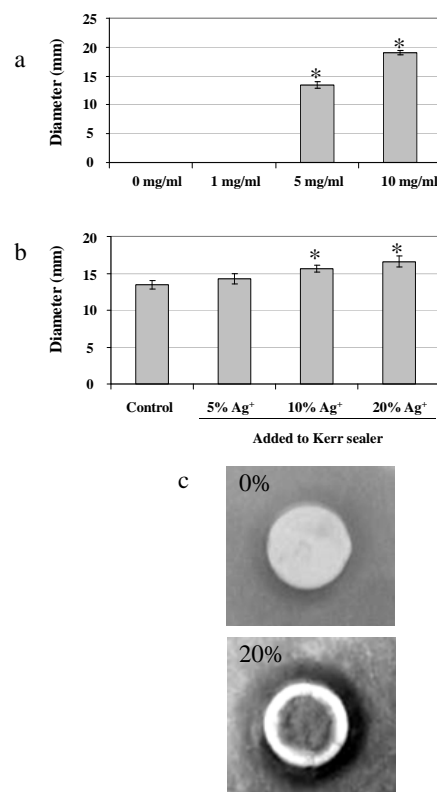 a
Diameter (mm)
25
20
15
10
5
0
* *
0 mg/ml 1 mg/ml 5 mg/ml 10 mg/ml
b
Diameter (mm)
20
15
10
5
0
* *
Control 5% Ag⁺ 10% Ag⁺ 20% Ag⁺
Added to Kerr sealer
c
0%
20%